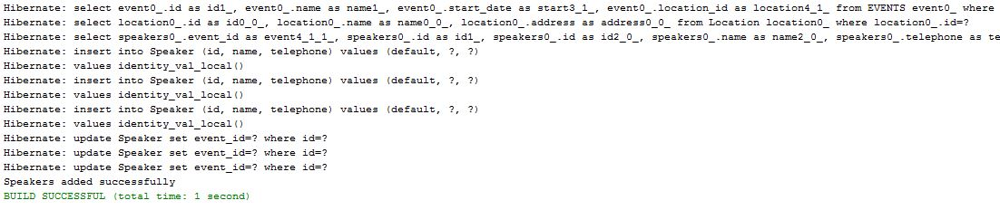 Hibernate: select event0_.id as id1_, event0_.name as name1_, event0_.start_date as start3_1_, event0_.location_id as location4_1_ from EVENTS event0_ where
Hibernate: select location0_.id as id0_0_, location0_.name as name0_0_, location0_.address as address0_0_ from Location location0_ where location0_.id=?
Hibernate: select speakers0_.event_id as event4_1_1_, speakers0_.id as id1_, speakers0_.id as id2_0_, speakers0_.name as name2_0_, speakers0_.telephone as te
Hibernate: insert into Speaker (id, name, telephone) values (default, ?, ?)
Hibernate: values identity_val_local()
Hibernate: insert into Speaker (id, name, telephone) values (default, ?, ?)
Hibernate: values identity_val_local()
Hibernate: insert into Speaker (id, name, telephone) values (default, ?, ?)
Hibernate: values identity_val_local()
Hibernate: update Speaker set event_id=? where id=?
Hibernate: update Speaker set event_id=? where id=?
Hibernate: update Speaker set event_id=? where id=?
Speakers added successfully
BUILD SUCCESSFUL (total time: 1 second)